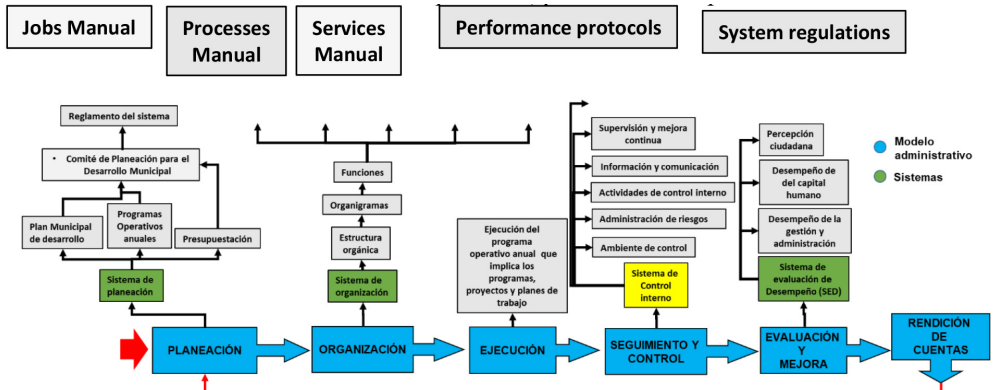 Jobs Manual
Processes
Manual
Services
Manual
Performance protocols
System regulations
Reglamento del sistema
• Comité de Planeación para el
Desarrollo Municipal
Plan Municipal
de desarrollo
Programas
Operativos
anuales
Presupuestación
Sistema de
planeación
Funciones
Organigramas
Estructura
orgánica
Sistema de
organización
Ejecución del
programa
operativo anual que
implica los
programas,
proyectos y planes de
trabajo
Supervisión y mejora
continua
Información y comunicación
Actividades de control interno
Administración de riesgos
Ambiente de control
Sistema de
Control
interno
Percepción
ciudadana
Desempeño de
del capital
humano
Desempeño de la
gestión y
administración
Sistema de
evaluación de
Desempeño (SED)
Modelo
administrativo
Sistemas
PLANEACIÓN
ORGANIZACIÓN
EJECUCIÓN
SEGUIMIENTO Y
CONTROL
EVALUACIÓN
Y
MEJORA
RENDICIÓN
DE
CUENTAS